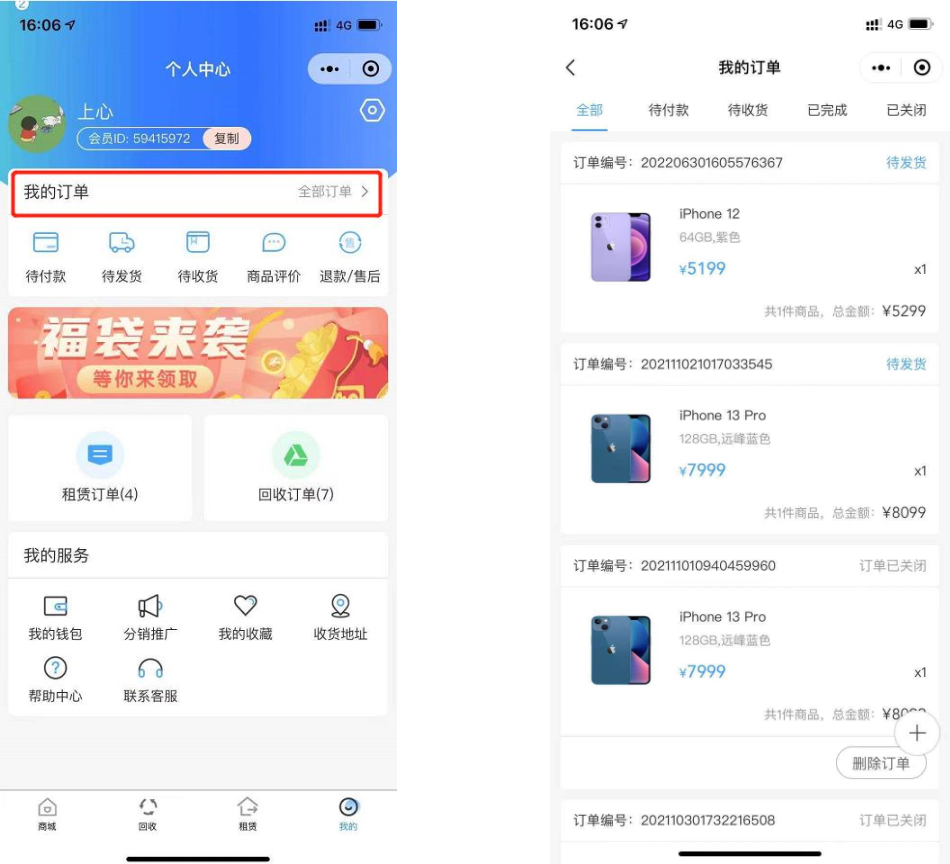 2
16:06
4G
个人中心
上心
会员ID: 59415972
复制
我的订单
全部订单
待付款
待发货
待收货
商品评价
售
退款/售后
福袋来袭
等你来领取
租赁订单(4)
回收订单(7)
我的服务
我的钱包
分销推广
我的收藏
收货地址
?
帮助中心
联系客服
商城
回收
租赁
我的
16:06
4G
我的订单
全部
待付款
待收货
已完成
已关闭
订单编号：202206301605576367
待发货
iPhone 12
64GB,紫色
¥5199
x1
共1件商品，总金额：¥5299
订单编号：202111021017033545
待发货
iPhone 13 Pro
128GB,远峰蓝色
¥7999
x1
共1件商品，总金额：¥8099
订单编号：202111010940459960
订单已关闭
iPhone 13 Pro
128GB,远峰蓝色
¥7999
x1
共1件商品，总金额：
删除订单
订单编号：202110301732216508
订单已关闭